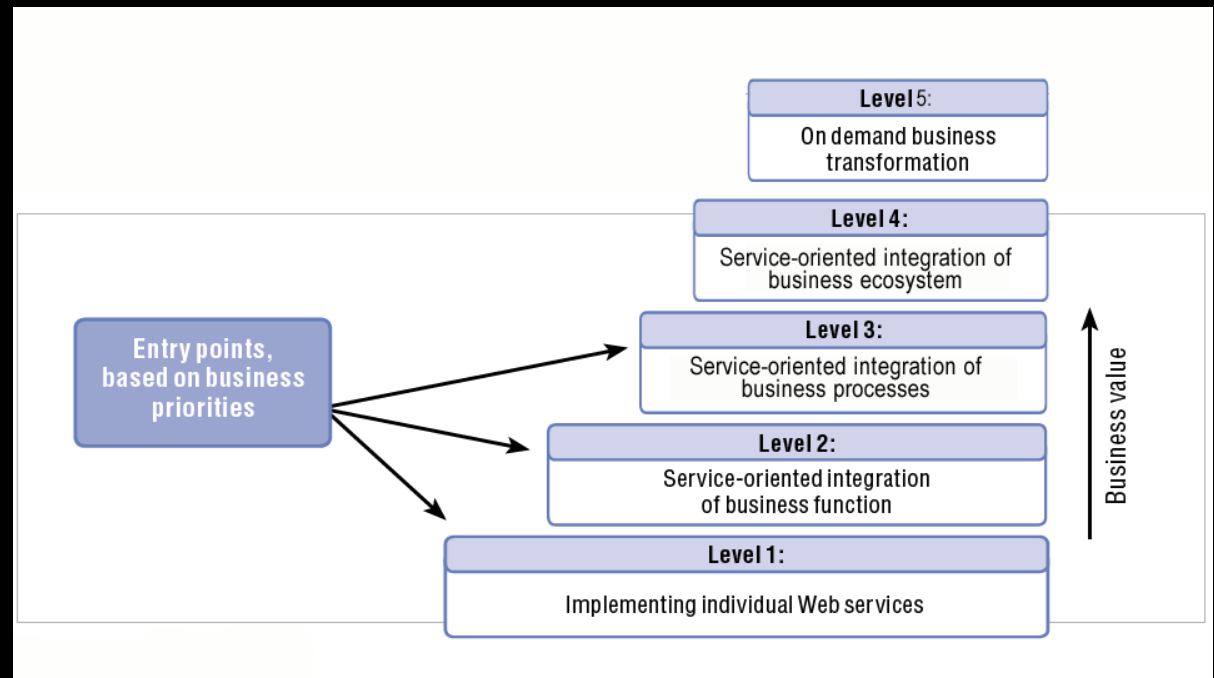 Level 5:
On demand business
transformation
Level 4:
Service-oriented integration of
business ecosystem
Entry points,
based on business
priorities
Level 3:
Service-oriented integration of
business processes
Level 2:
Service-oriented integration
of business function
Level 1:
Implementing individual Web services
Business value